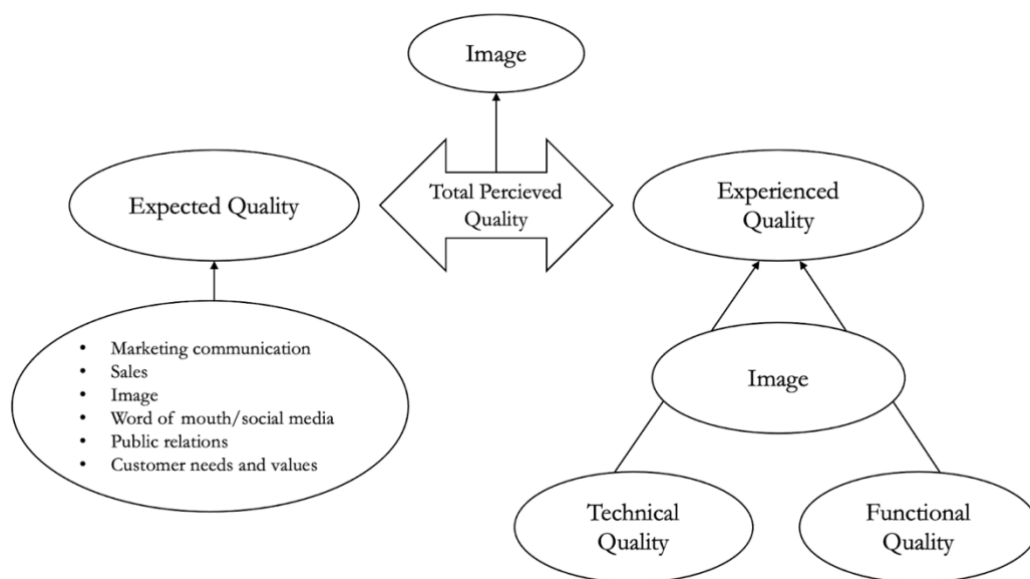 Image
Expected Quality
Total Percieved
Quality
Experienced
Quality
• Marketing communication
• Sales
• Image
• Word of mouth/social media
• Public relations
• Customer needs and values
Image
Technical
Quality
Functional
Quality